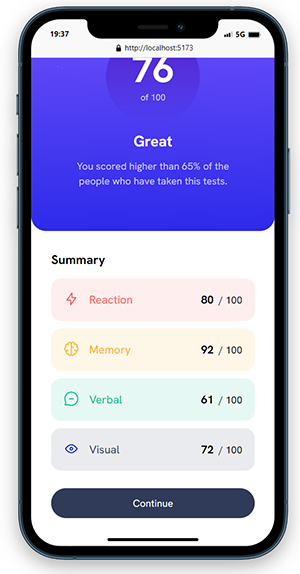 19:37
5G
http://localhost:5173
76
of 100
Great
You scored higher than 65% of the
people who have taken this tests.
Summary
Reaction 80 / 100
Memory 92 / 100
Verbal 61 / 100
Visual 72 / 100
Continue